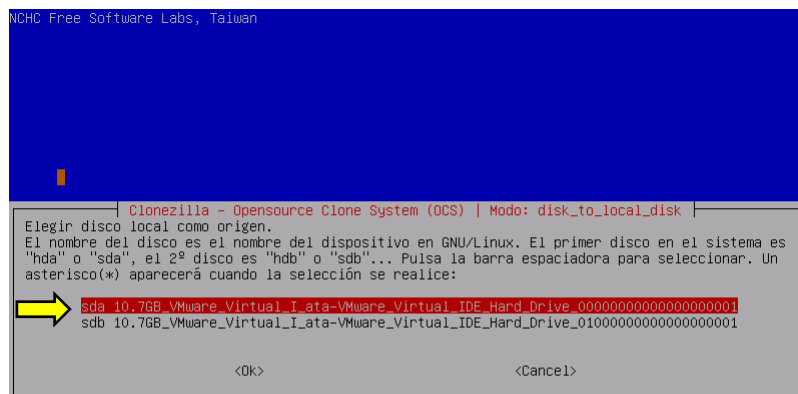 NCHC Free Software Labs, Taiwan
Clonezilla - Opensource Clone System (OCS) | Modo: disk_to_local_disk
Elegir disco local como origen.
El nombre del disco es el nombre del dispositivo en GNU/Linux. El primer disco en el sistema es
"hda" o "sda", el 2º disco es "hdb" o "sdb"... Pulsa la barra espaciadora para seleccionar. Un
asterisco(*) aparecerá cuando la selección se realice:
sda 10.7GB_VMware_Virtual_I_ata-VMware_Virtual_IDE_Hard_Drive_00000000000000000001
sdb 10.7GB_VMware_Virtual_I_ata-VMware_Virtual_IDE_Hard_Drive_01000000000000000001
<Ok> <Cancel>